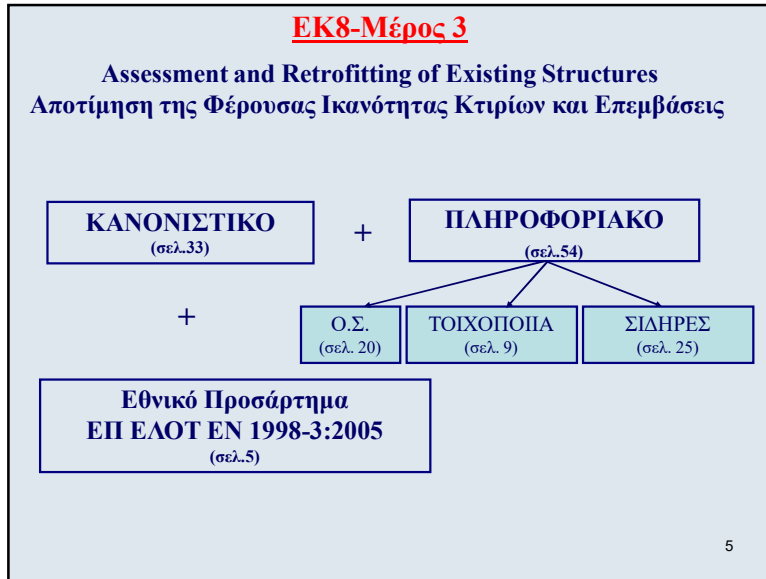 ΕΚ8-Μέρος 3
Assessment and Retrofitting of Existing Structures
Αποτίμηση της Φέρουσας Ικανότητας Κτιρίων και Επεμβάσεις
ΚΑΝΟΝΙΣΤΙΚΟ
(σελ.33)
+
ΠΛΗΡΟΦΟΡΙΑΚΟ
(σελ.54)
+
Ο.Σ.
(σελ. 20)
ΤΟΙΧΟΠΟΙΙΑ
(σελ. 9)
ΣΙΔΗΡΕΣ
(σελ. 25)
Εθνικό Προσάρτημα
ΕΠ ΕΛΟΤ ΕΝ 1998-3:2005
(σελ.5)
5